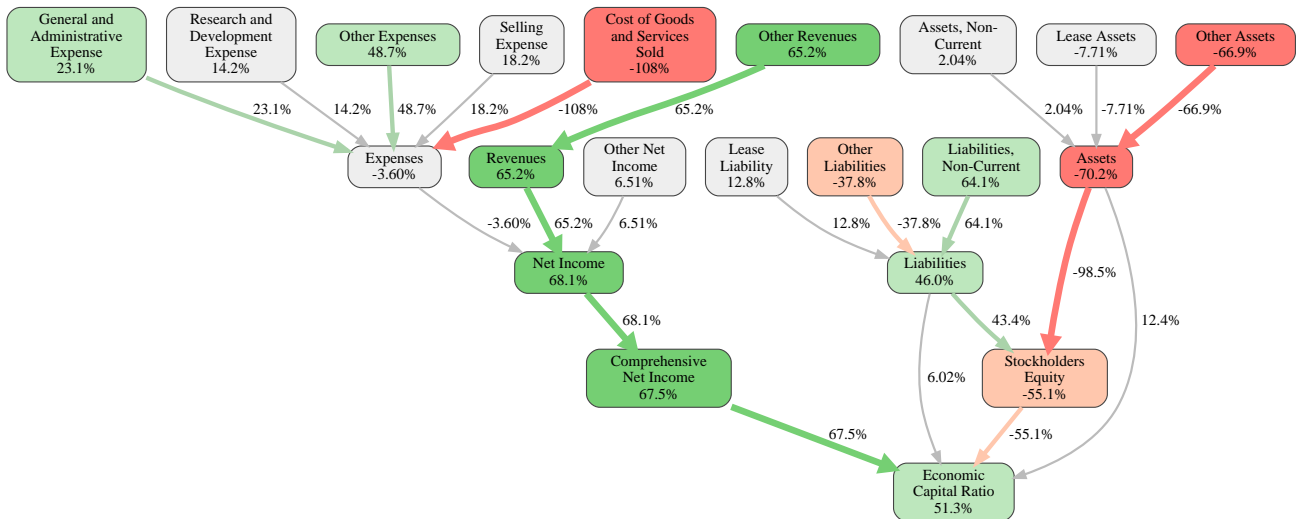 General and
Administrative
Expense
23.1%
Research and
Development
Expense
14.2%
Other Expenses
48.7%
Selling
Expense
18.2%
Cost of Goods
and Services
Sold
-108%
Other Revenues
65.2%
Assets, Non-
Current
2.04%
Lease Assets
-7.71%
Other Assets
-66.9%
23.1%
14.2%
48.7%
18.2%
-108%
65.2%
2.04%
-7.71%
-66.9%
Expenses
-3.60%
Revenues
65.2%
Other Net
Income
6.51%
Lease
Liability
12.8%
Other
Liabilities
-37.8%
Liabilities,
Non-Current
64.1%
Assets
-70.2%
-3.60%
65.2%
6.51%
12.8%
-37.8%
64.1%
Net Income
68.1%
Liabilities
46.0%
-98.5%
68.1%
43.4%
12.4%
Comprehensive
Net Income
67.5%
6.02%
Stockholders
Equity
-55.1%
67.5%
-55.1%
Economic
Capital Ratio
51.3%